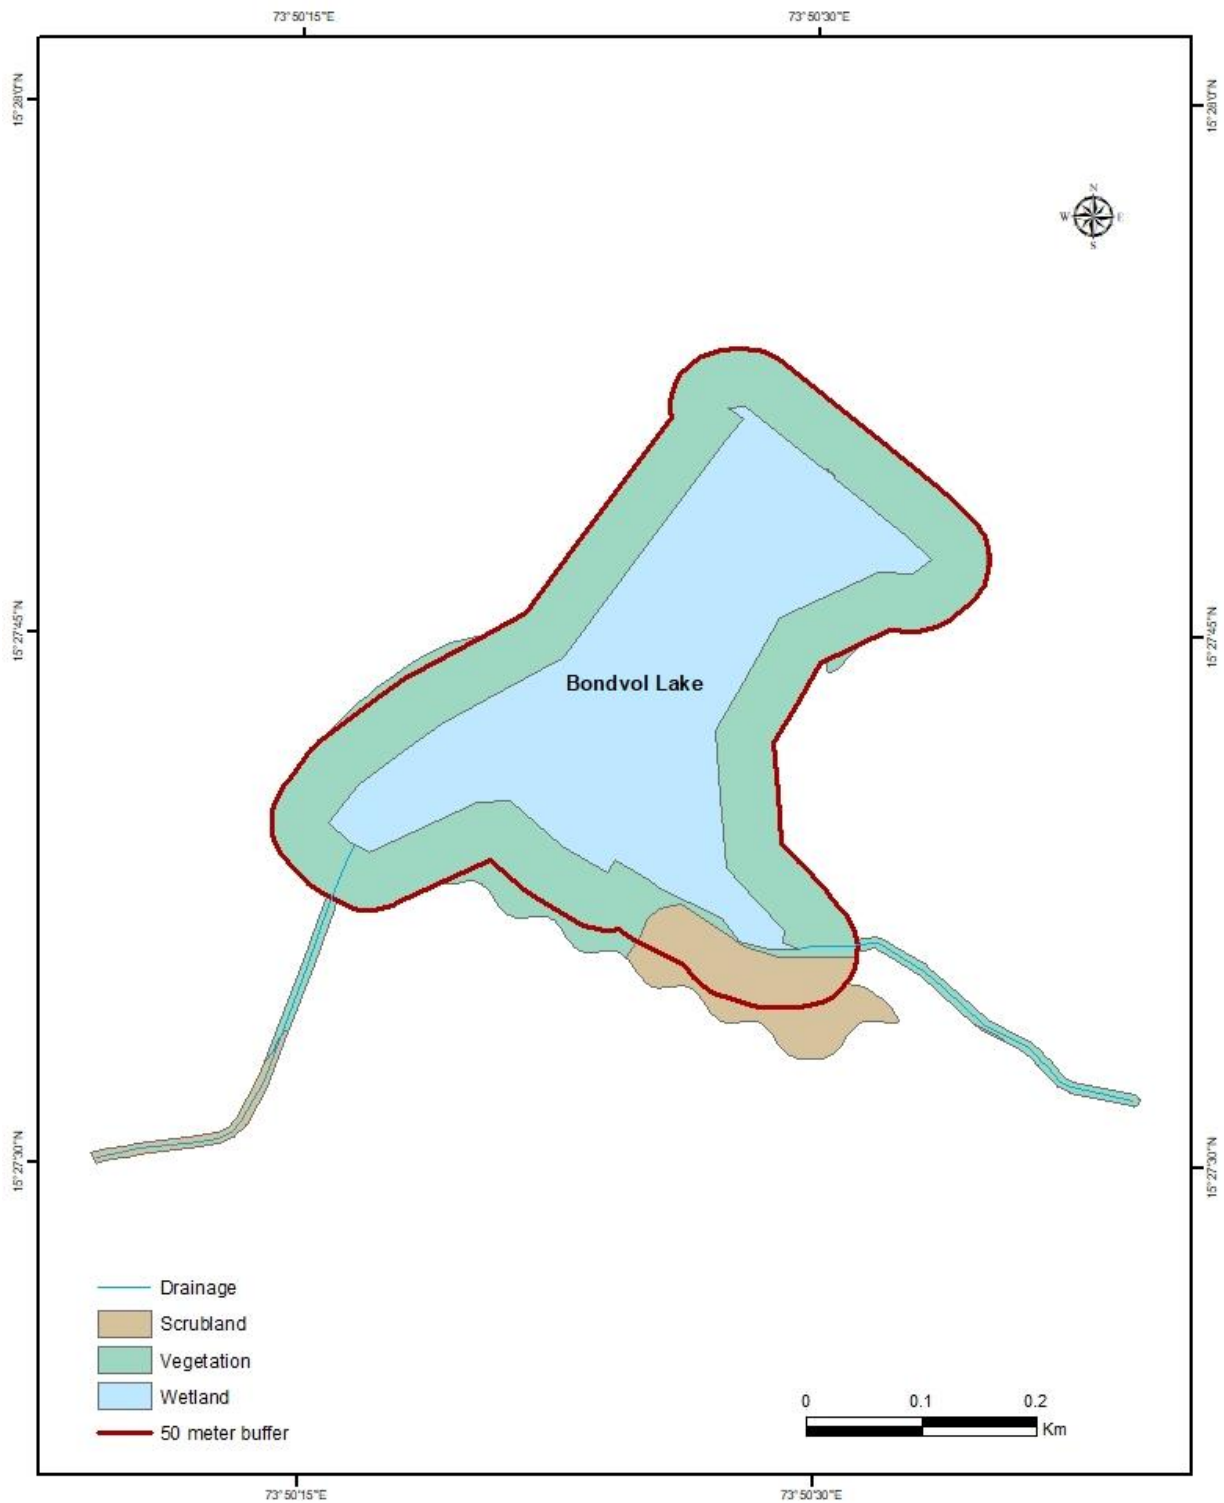 73°50'15"E
73°50'30"E
15°28'0"N
15°28'0"N
N
W
E
S
15°27'45"N
15°27'45"N
Bondvol Lake
15°27'30"N
15°27'30"N
Drainage
Scrubland
Vegetation
Wetland
50 meter buffer
0 0.1 0.2
Km
73°50'15"E
73°50'30"E